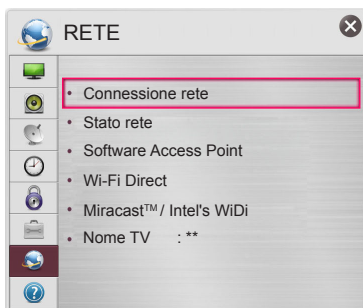 RETE
• Connessione rete
• Stato rete
• Software Access Point
• Wi-Fi Direct
• Miracast™ / Intel's WiDi
• Nome TV : **